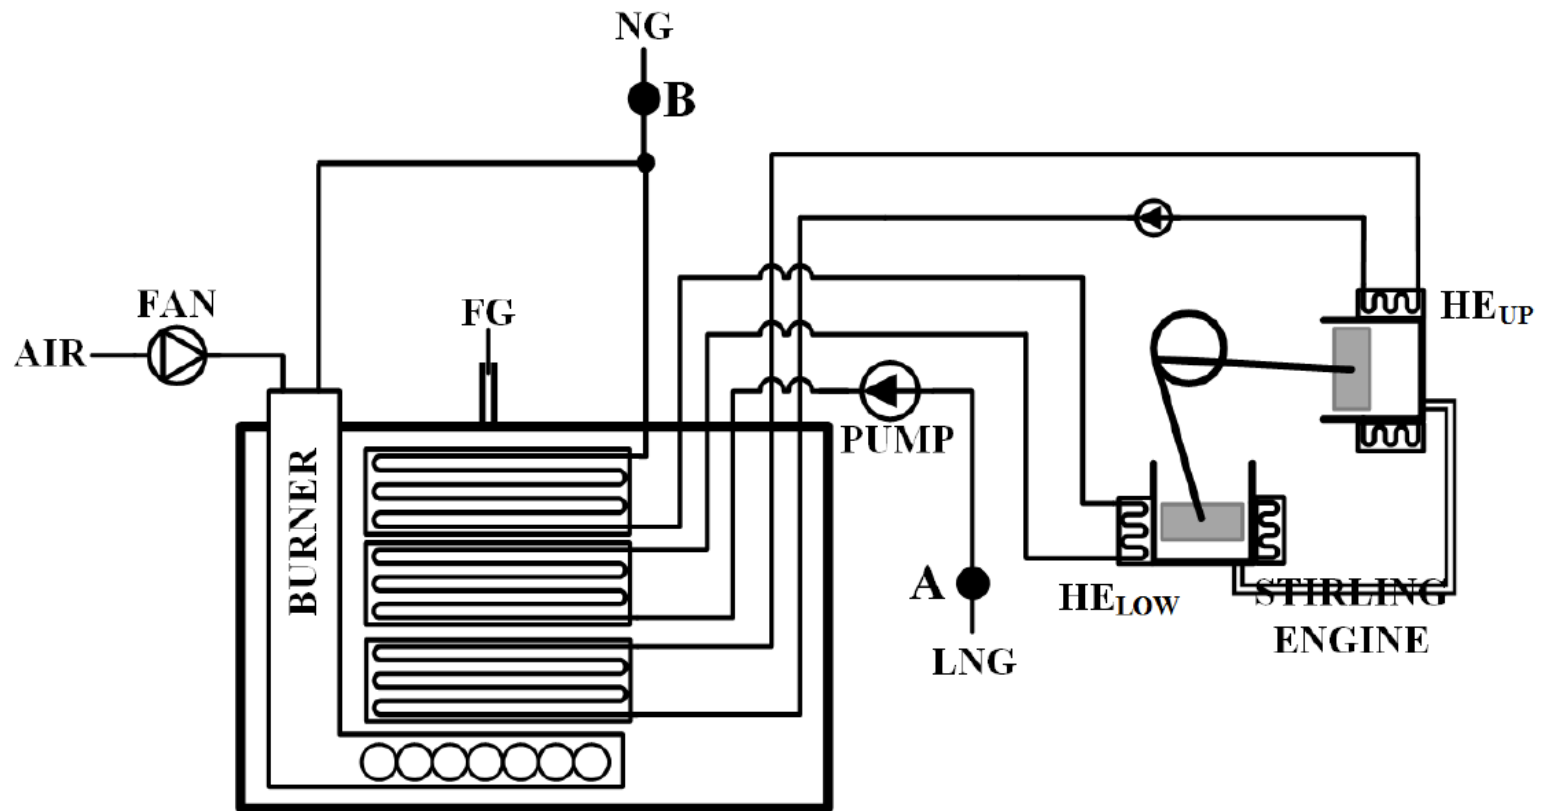 NG
B
FAN
AIR
FG
HE_UP
PUMP
BURNER
A
HE_LOW
STIRLING
ENGINE
LNG